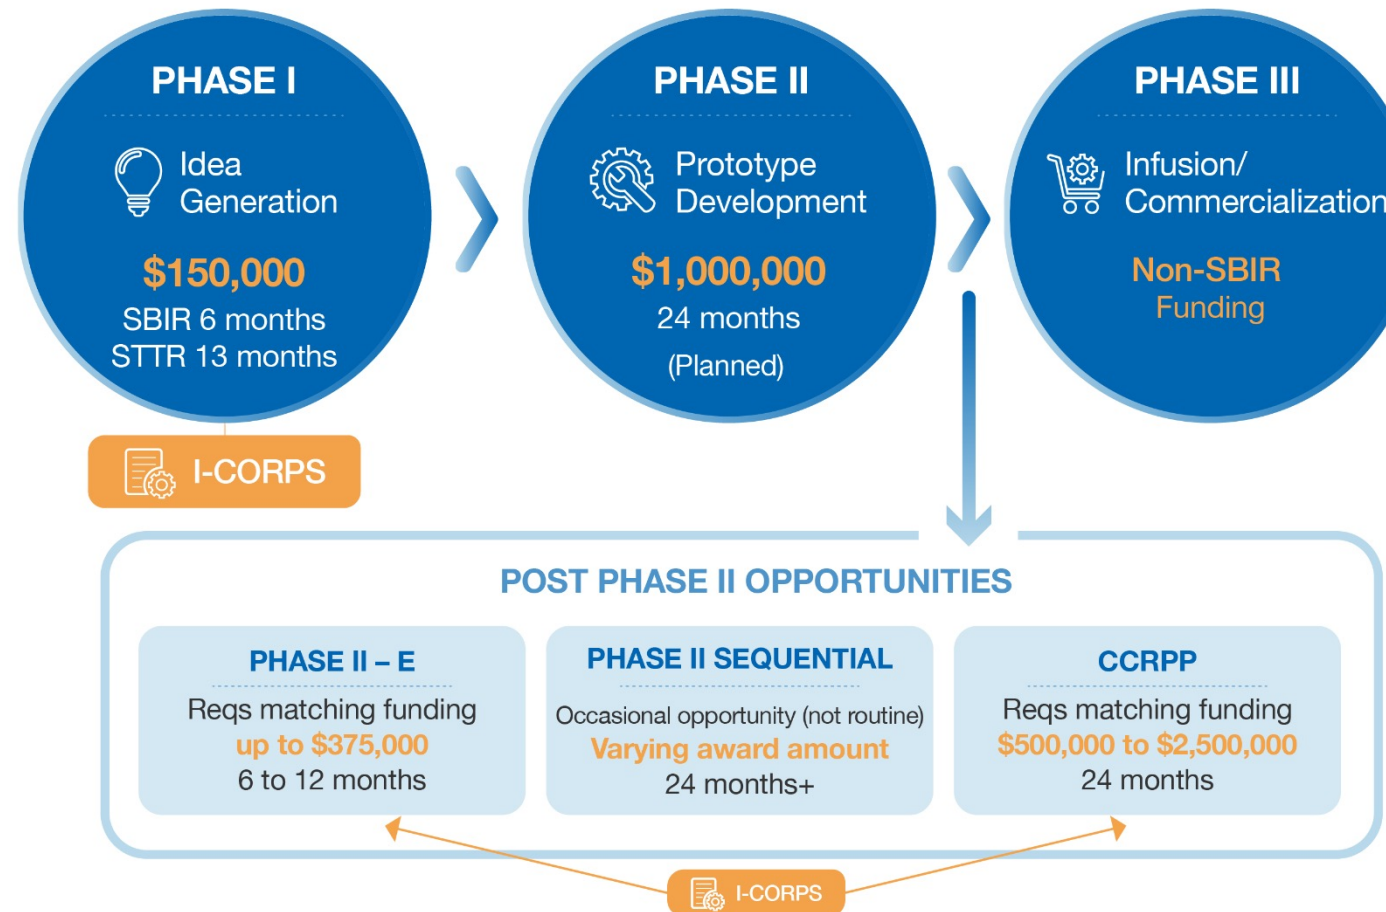 PHASE I
Idea
Generation
$150,000
SBIR 6 months
STTR 13 months
I-CORPS
PHASE II
Prototype
Development
$1,000,000
24 months
(Planned)
PHASE III
Infusion/
Commercialization
Non-SBIR
Funding
POST PHASE II OPPORTUNITIES
PHASE II – E
Reqs matching funding
up to $375,000
6 to 12 months
PHASE II SEQUENTIAL
Occasional opportunity (not routine)
Varying award amount
24 months+
CCRPP
Reqs matching funding
$500,000 to $2,500,000
24 months
I-CORPS